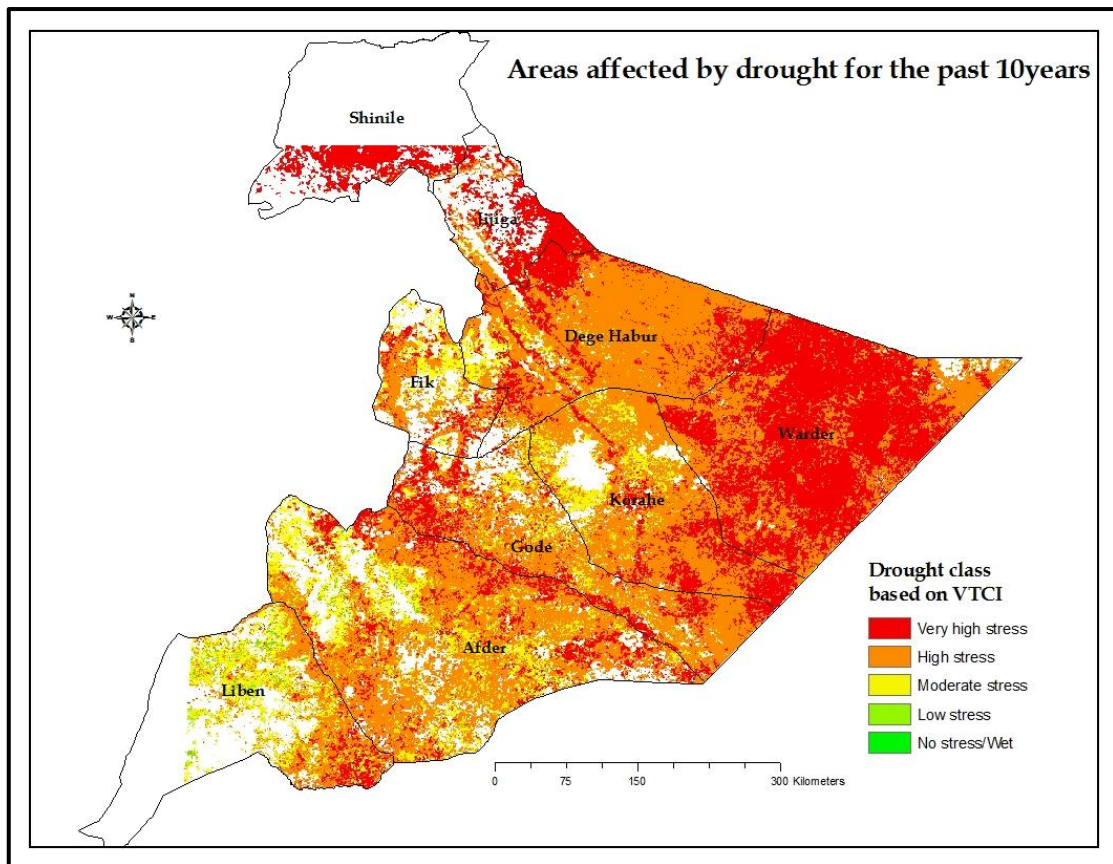 Areas affected by drought for the past 10years
Shinile
Jijiga
N
W E
S
Dege Habur
Fik
Warder
Korahe
Gode
Afder
Liben
Drought class
based on VTCI
Very high stress
High stress
Moderate stress
Low stress
No stress/Wet
0 75 150 300 Kilometers